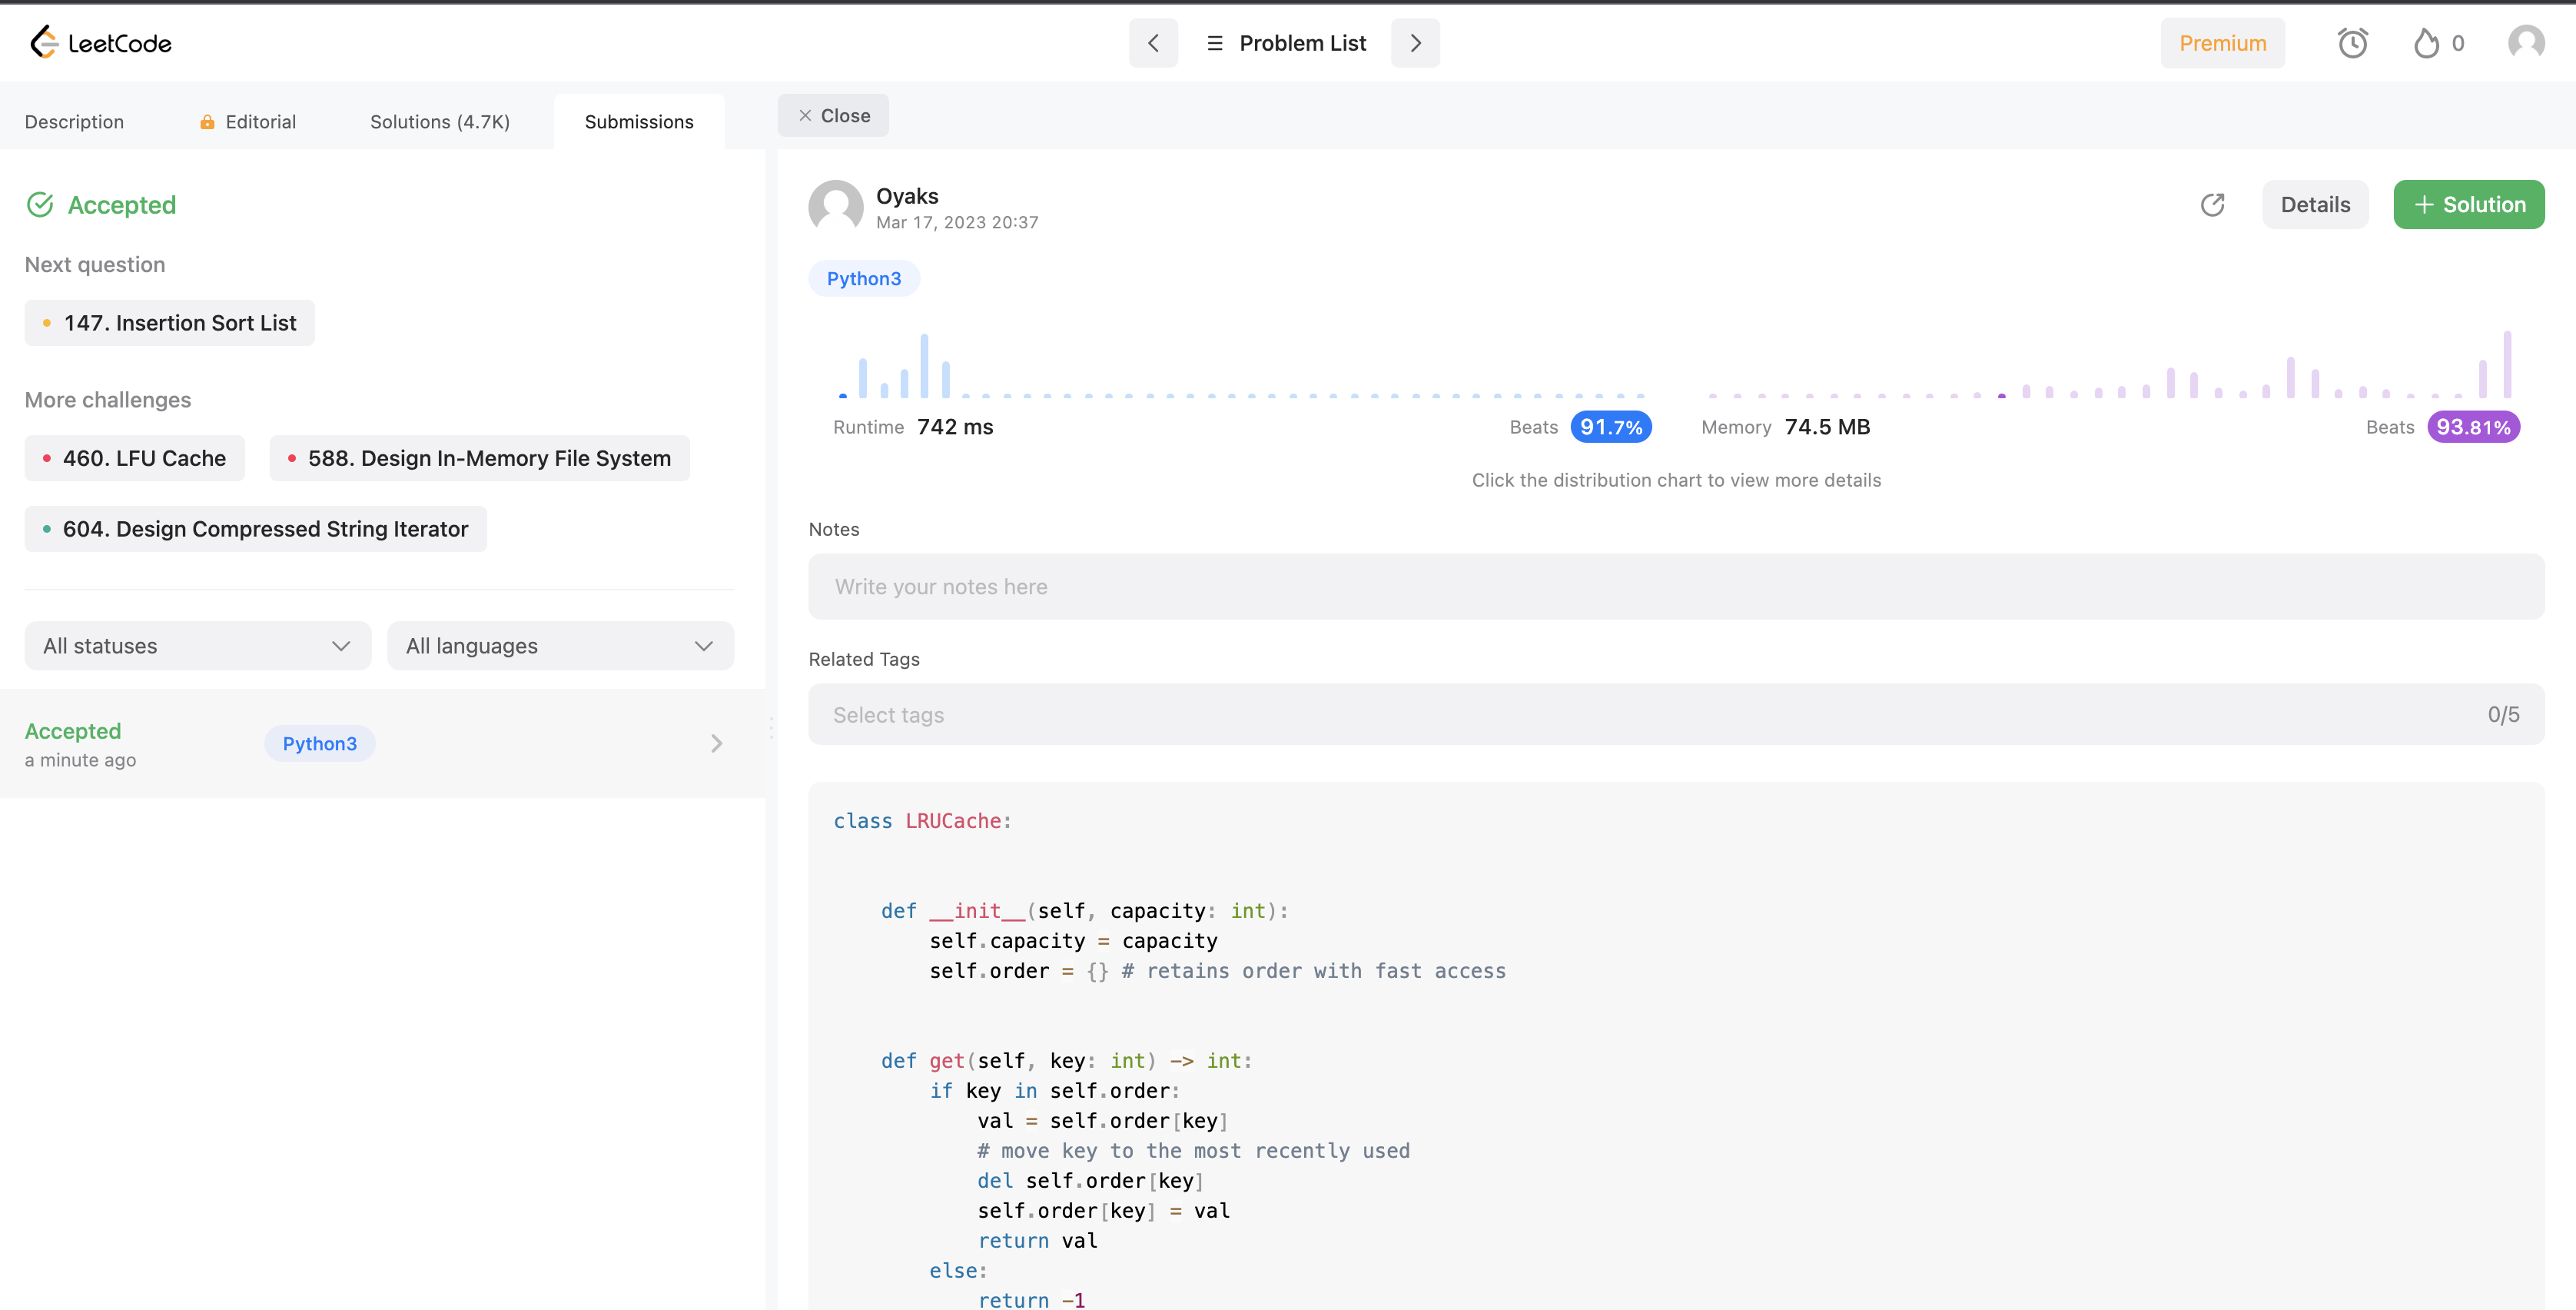 LeetCode
Problem List
Premium
0
Description
Editorial
Solutions (4.7K)
Submissions
Close
Accepted
Next question
147. Insertion Sort List
More challenges
460. LFU Cache
588. Design In-Memory File System
604. Design Compressed String Iterator
All statuses
All languages
Accepted
a minute ago
Python3
Oyaks
Mar 17, 2023 20:37
Details
Solution
Python3
Runtime 742 ms
Beats 91.7%
Memory 74.5 MB
Beats 93.81%
Click the distribution chart to view more details
Notes
Write your notes here
Related Tags
Select tags
0/5
class LRUCache:
def __init__(self, capacity: int):
self.capacity = capacity
self.order = {} # retains order with fast access
def get(self, key: int) -> int:
if key in self.order:
val = self.order[key]
# move key to the most recently used
del self.order[key]
self.order[key] = val
return val
else:
return -1